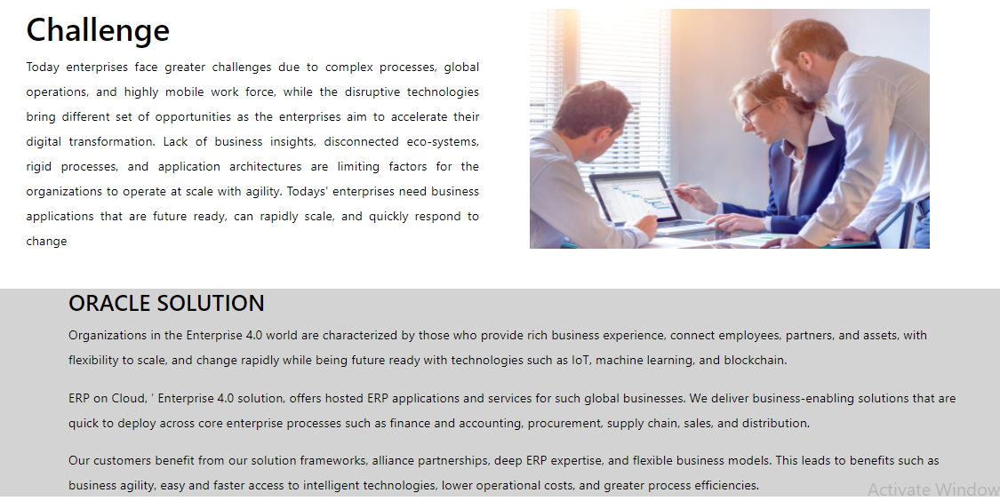 Challenge
Today enterprises face greater challenges due to complex processes, global
operations, and highly mobile work force, while the disruptive technologies
bring different set of opportunities as the enterprises aim to accelerate their
digital transformation. Lack of business insights, disconnected eco-systems,
rigid processes, and application architectures are limiting factors for the
organizations to operate at scale with agility. Todays' enterprises need business
applications that are future ready, can rapidly scale, and quickly respond to
change
ORACLE SOLUTION
Organizations in the Enterprise 4.0 world are characterized by those who provide rich business experience, connect employees, partners, and assets, with
flexibility to scale, and change rapidly while being future ready with technologies such as IoT, machine learning, and blockchain.
ERP on Cloud, ' Enterprise 4.0 solution, offers hosted ERP applications and services for such global businesses. We deliver business-enabling solutions that are
quick to deploy across core enterprise processes such as finance and accounting, procurement, supply chain, sales, and distribution.
Our customers benefit from our solution frameworks, alliance partnerships, deep ERP expertise, and flexible business models. This leads to benefits such as
business agility, easy and faster access to intelligent technologies, lower operational costs, and greater process efficiencies.
Activate Window